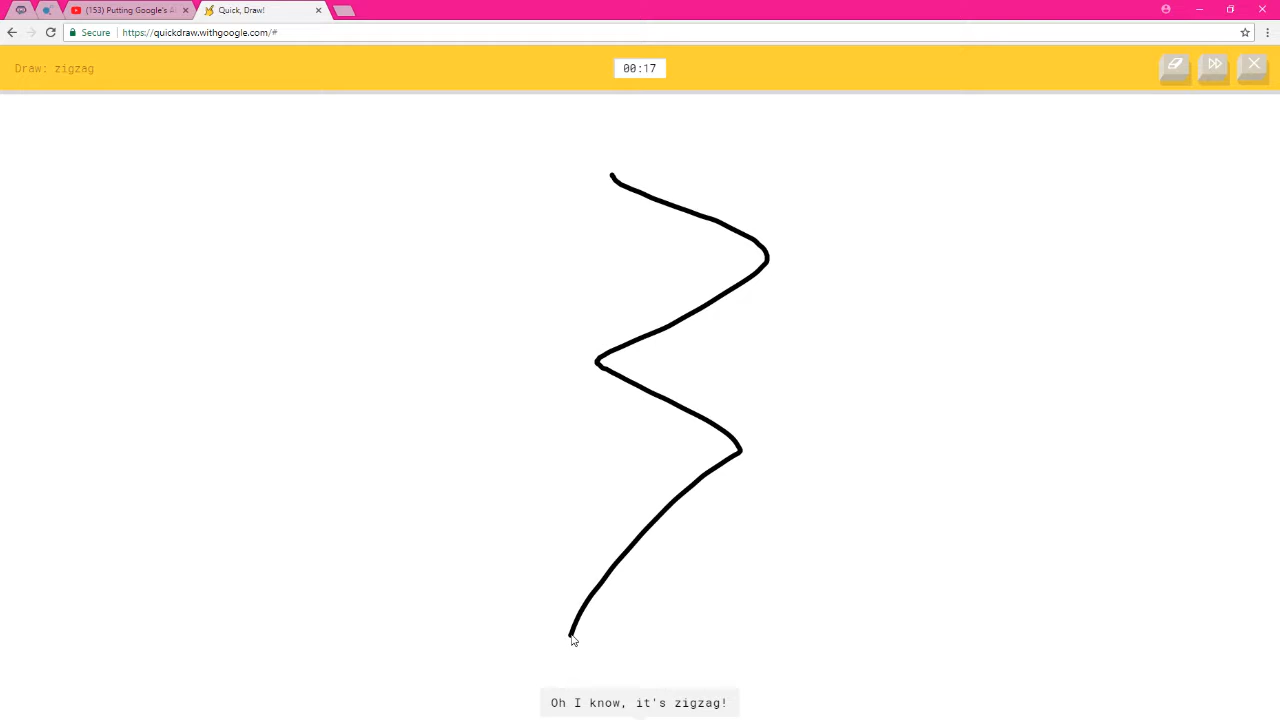 (153) Putting Google's A
Quick, Draw!
Secure
https://quickdraw.withgoogle.com/#
Draw: zigzag
00:17
Oh I know, it's zigzag!